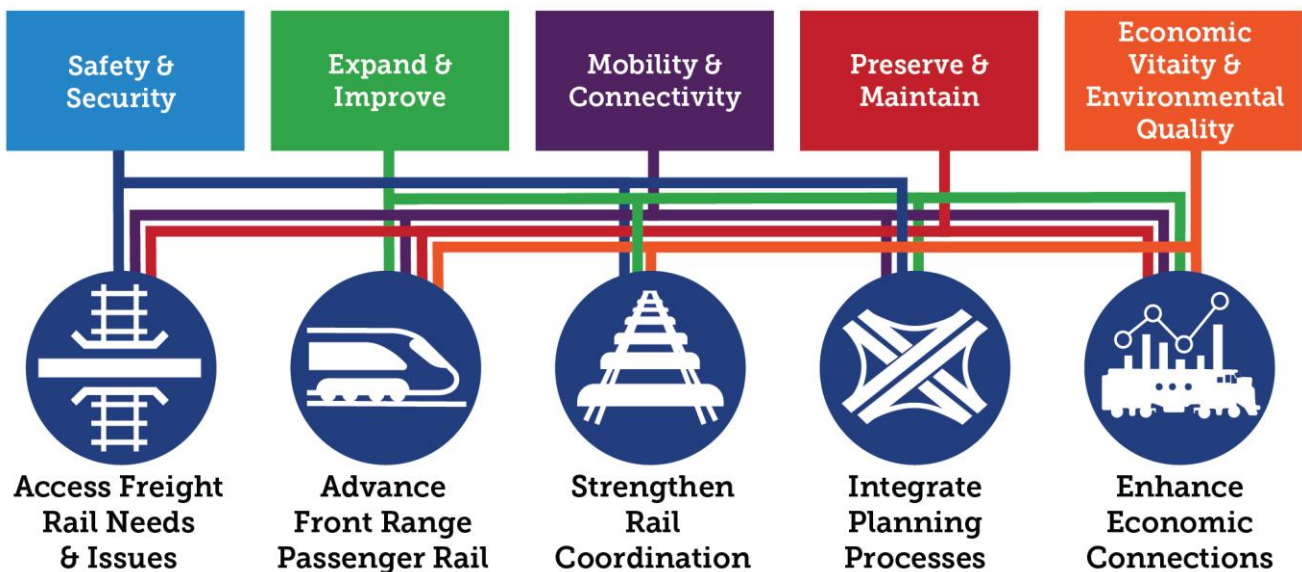 Safety &
Security
Expand &
Improve
Mobility &
Connectivity
Preserve &
Maintain
Economic
Vitaity &
Environmental
Quality
Access Freight
Rail Needs
& Issues
Advance
Front Range
Passenger Rail
Strengthen
Rail
Coordination
Integrate
Planning
Processes
Enhance
Economic
Connections